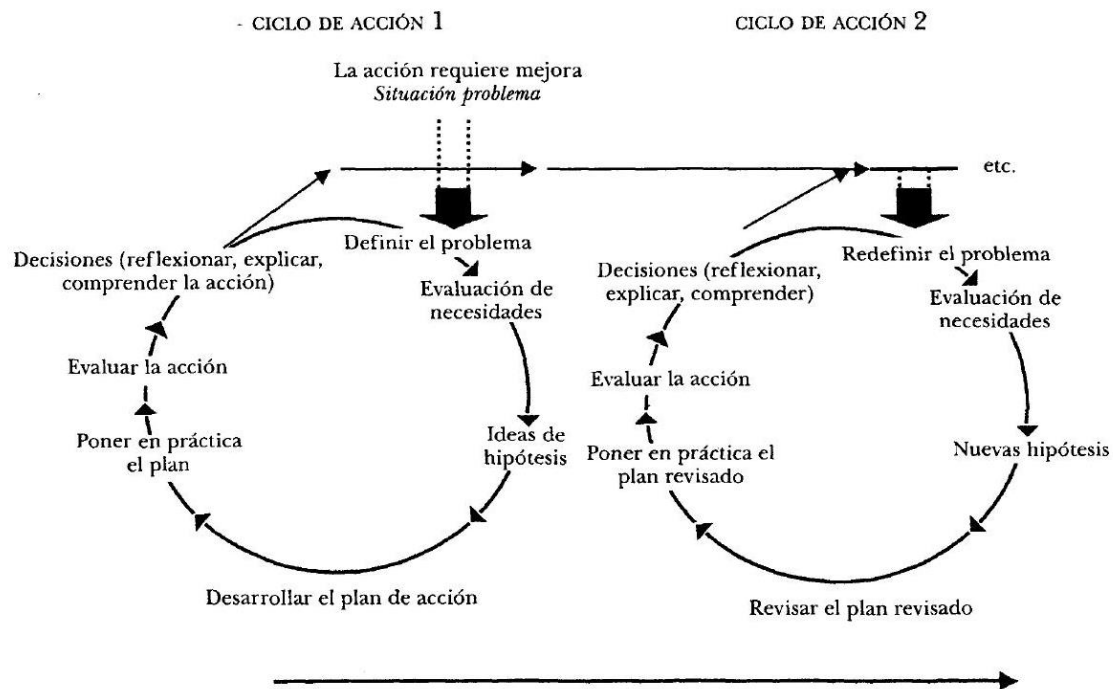 - CICLO DE ACCIÓN 1
CICLO DE ACCIÓN 2
La acción requiere mejora
Situación problema
etc.
Definir el problema
Evaluación de
necesidades
Ideas de
hipótesis
Desarrollar el plan de acción
Poner en práctica
el plan
Evaluar la acción
Decisiones (reflexionar, explicar,
comprender la acción)
Redefinir el problema
Evaluación de
necesidades
Nuevas hipótesis
Revisar el plan revisado
Poner en práctica el
plan revisado
Evaluar la acción
Decisiones (reflexionar,
explicar, comprender)